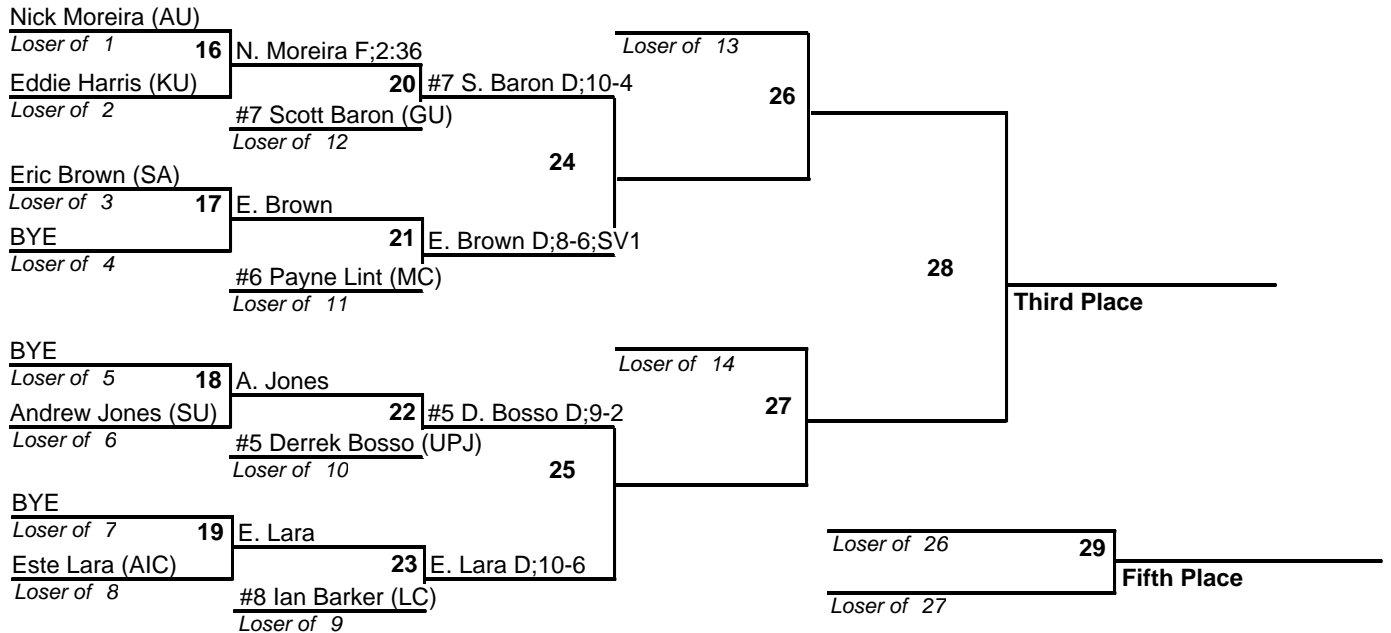 Nick Moreira (AU)
Loser of 1
16
N. Moreira F;2:36
Eddie Harris (KU)
Loser of 2
20
#7 S. Baron D;10-4
#7 Scott Baron (GU)
Loser of 12
Loser of 13
26
24
Eric Brown (SA)
Loser of 3
17
E. Brown
BYE
Loser of 4
21
E. Brown D;8-6;SV1
#6 Payne Lint (MC)
Loser of 11
28
Third Place
BYE
Loser of 5
18
A. Jones
Andrew Jones (SU)
Loser of 6
22
#5 D. Bosso D;9-2
#5 Derrek Bosso (UPJ)
Loser of 10
Loser of 14
27
25
BYE
Loser of 7
19
E. Lara
Este Lara (AIC)
Loser of 8
23
E. Lara D;10-6
#8 Ian Barker (LC)
Loser of 9
Loser of 26
29
Fifth Place
Loser of 27